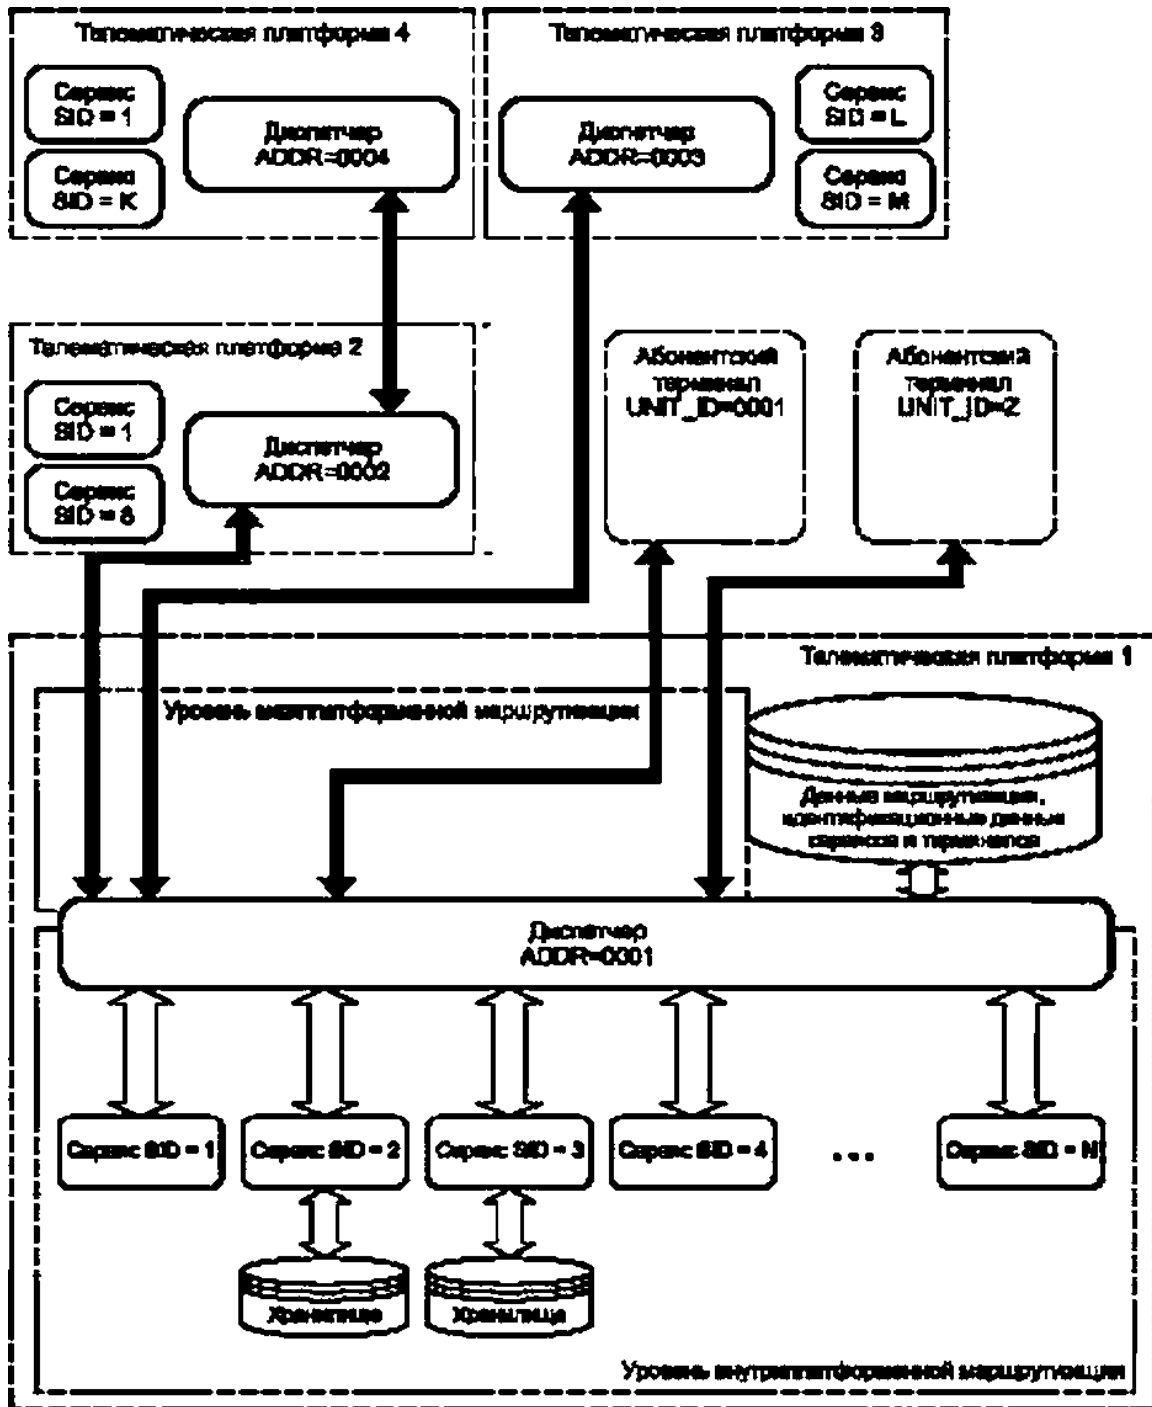 Телематическая платформа 4
Сервис
SID = 1
Диспетчер
ADDR=0004
Сервис
SID = K
Телематическая платформа 3
Диспетчер
ADDR=0003
Сервис
SID = L
Сервис
SID = M
Телематическая платформа 2
Сервис
SID = 1
Диспетчер
ADDR=0002
Сервис
SID = 8
Абонентский
терминал
UNIT_ID=0001
Абонентский
терминал
UNIT_ID=Z
Телематическая платформа 1
Уровень межплатформенной маршрутизации
Данные маршрутизации,
идентификационные данные
сервисов и терминалов
Диспетчер
ADDR=0001
Сервис SID = 1
Сервис SID = 2
Сервис SID = 3
Сервис SID = 4
...
Сервис SID = N
Хранилище
Хранилище
Уровень внутриплатформенной маршрутизации